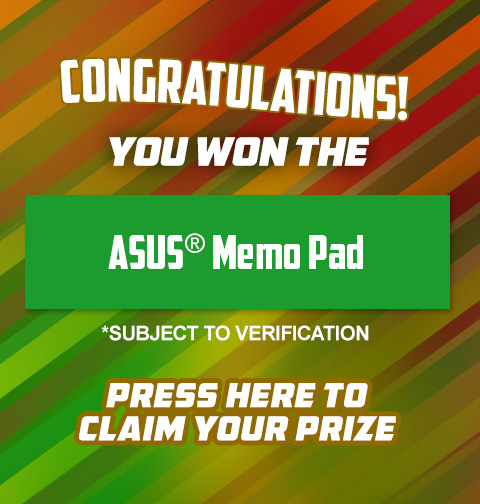 CONGRATULATIONS!
YOU WON THE
ASUS® Memo Pad
*SUBJECT TO VERIFICATION
PRESS HERE TO
CLAIM YOUR PRIZE